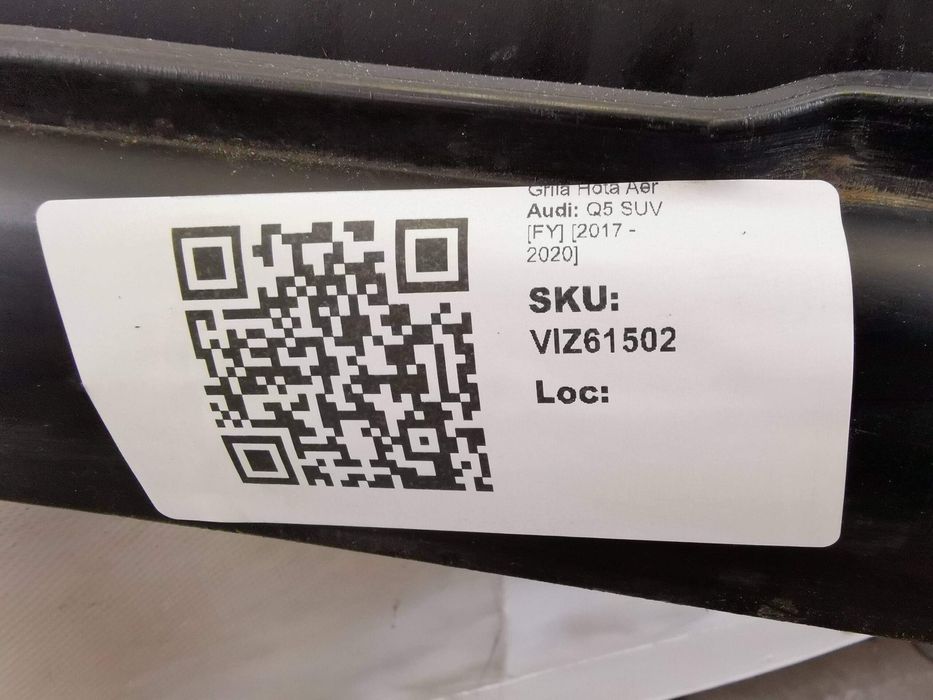 Grila Hota Aer
Audi: Q5 SUV
[FY] [2017 -
2020]
SKU:
VIZ61502
Loc: